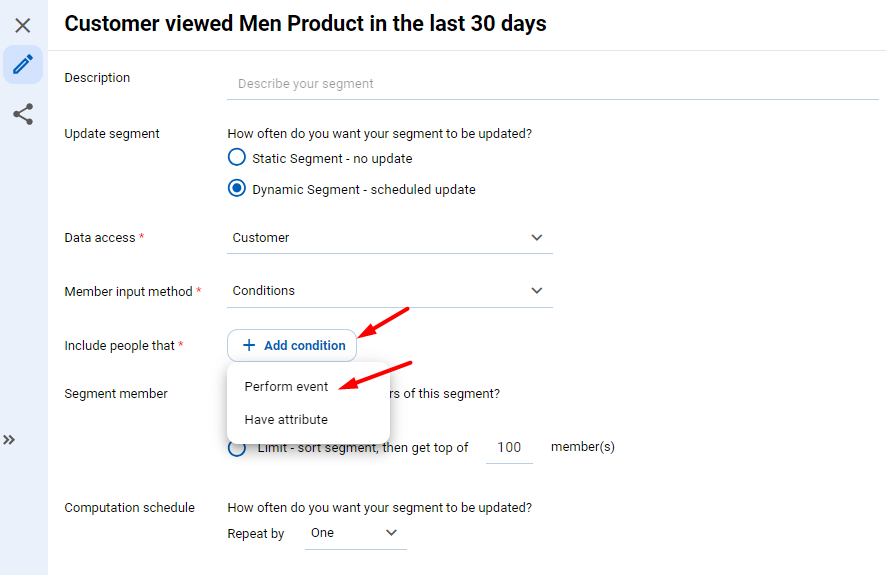 Customer viewed Men Product in the last 30 days
Description
Describe your segment
Update segment
How often do you want your segment to be updated?
Static Segment - no update
Dynamic Segment - scheduled update
Data access *
Customer
Member input method *
Conditions
Include people that *
+ Add condition
Perform event
Have attribute
Segment member
rs of this segment?
Limit - sort segment, then get top of 100 member(s)
Computation schedule
How often do you want your segment to be updated?
Repeat by One